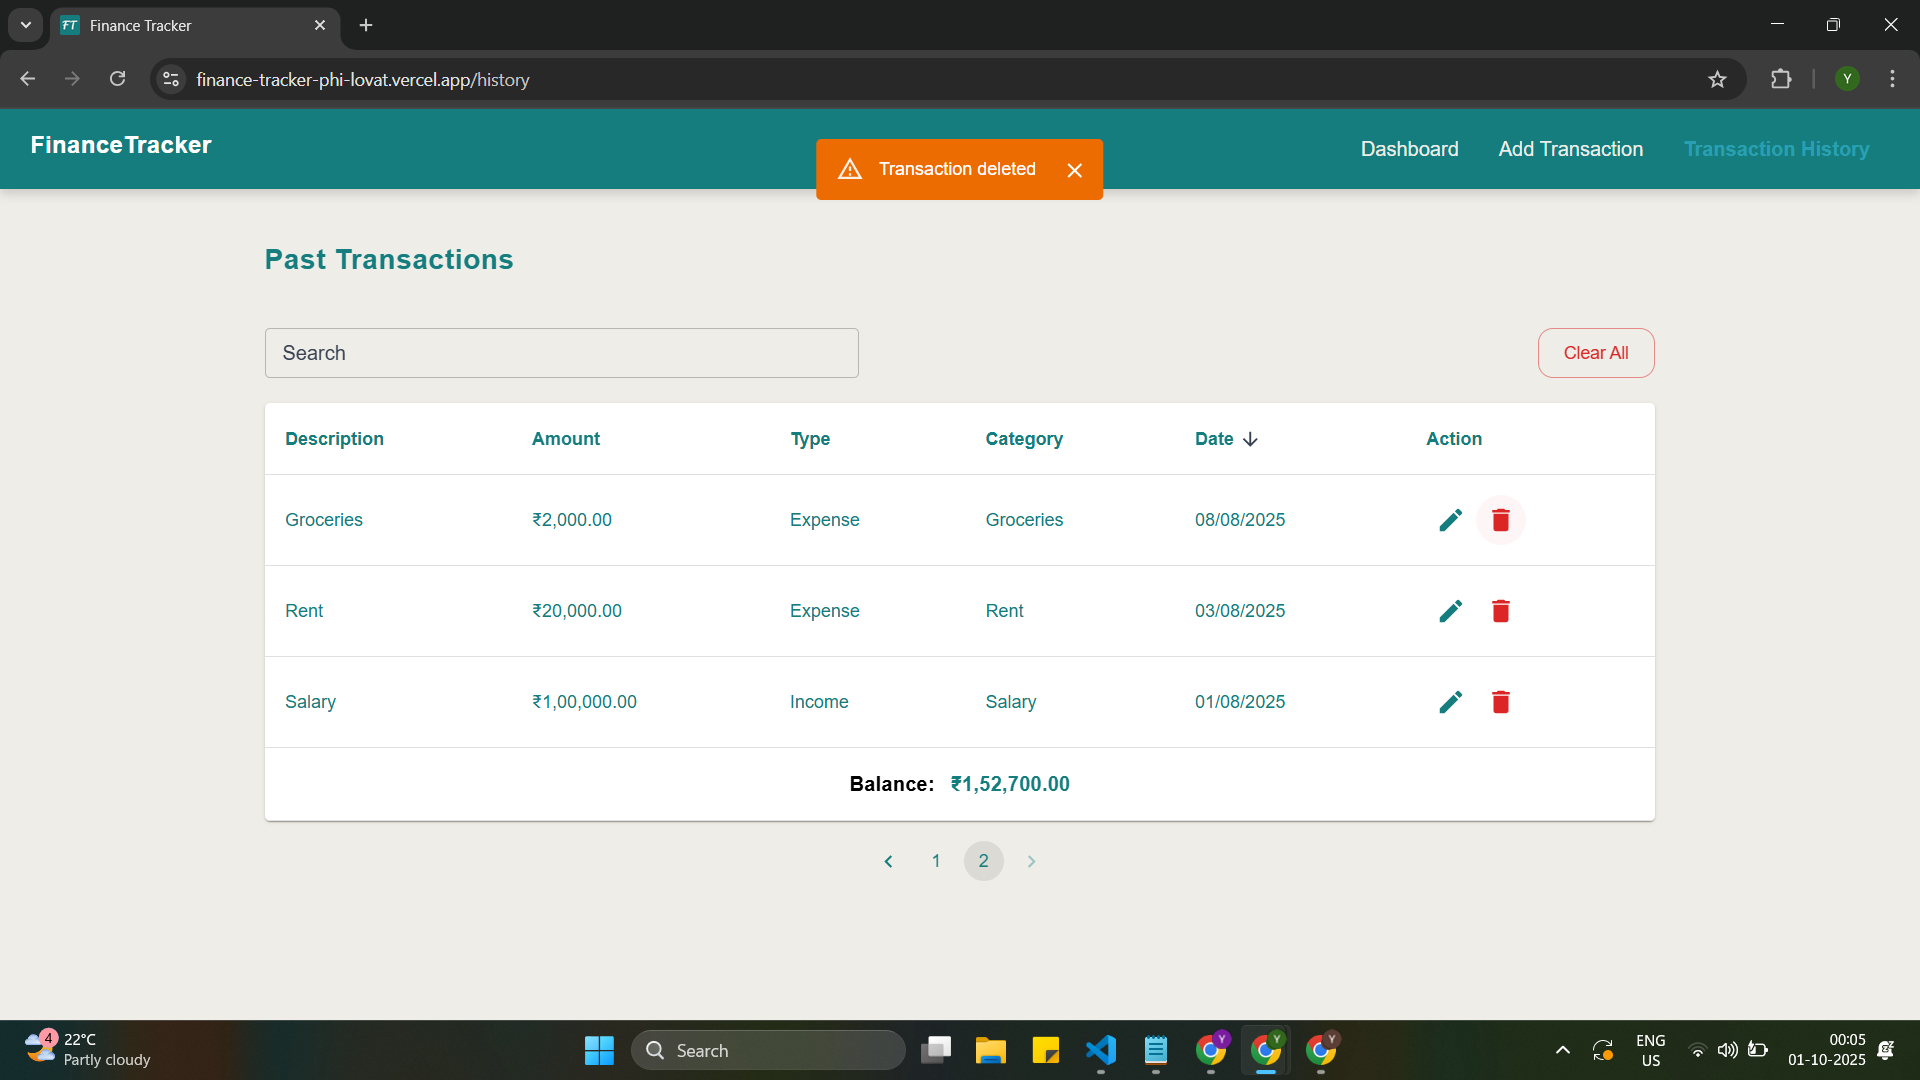 FT Finance Tracker
finance-tracker-phi-lovat.vercel.app/history
Y
FinanceTracker
Dashboard Add Transaction Transaction History
Transaction deleted
Past Transactions
Search
Clear All
Description Amount Type Category Date Action
Groceries ₹2,000.00 Expense Groceries 08/08/2025
Rent ₹20,000.00 Expense Rent 03/08/2025
Salary ₹1,00,000.00 Income Salary 01/08/2025
Balance: ₹1,52,700.00
1 2
4
22°C
Partly cloudy
Search
Y Y Y
ENG
US
00:05
01-10-2025